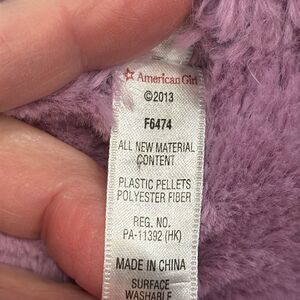 American Girl
©2013
F6474
ALL NEW MATERIAL
CONTENT
PLASTIC PELLETS
POLYESTER FIBER
REG. NO.
PA-11392 (HK)
MADE IN CHINA
SURFACE
WASHABLE